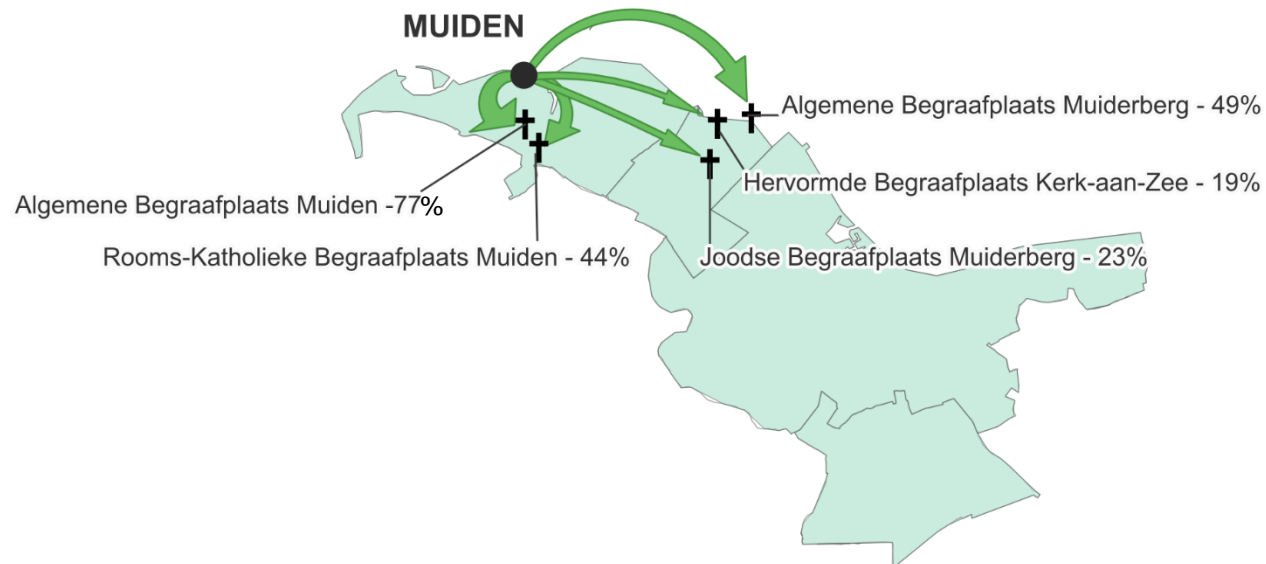 MUIDEN
Algemene Begraafplaats Muiderberg - 49%
Hervormde Begraafplaats Kerk-aan-Zee - 19%
Algemene Begraafplaats Muiden -77%
Rooms-Katholieke Begraafplaats Muiden - 44%
Joodse Begraafplaats Muiderberg - 23%